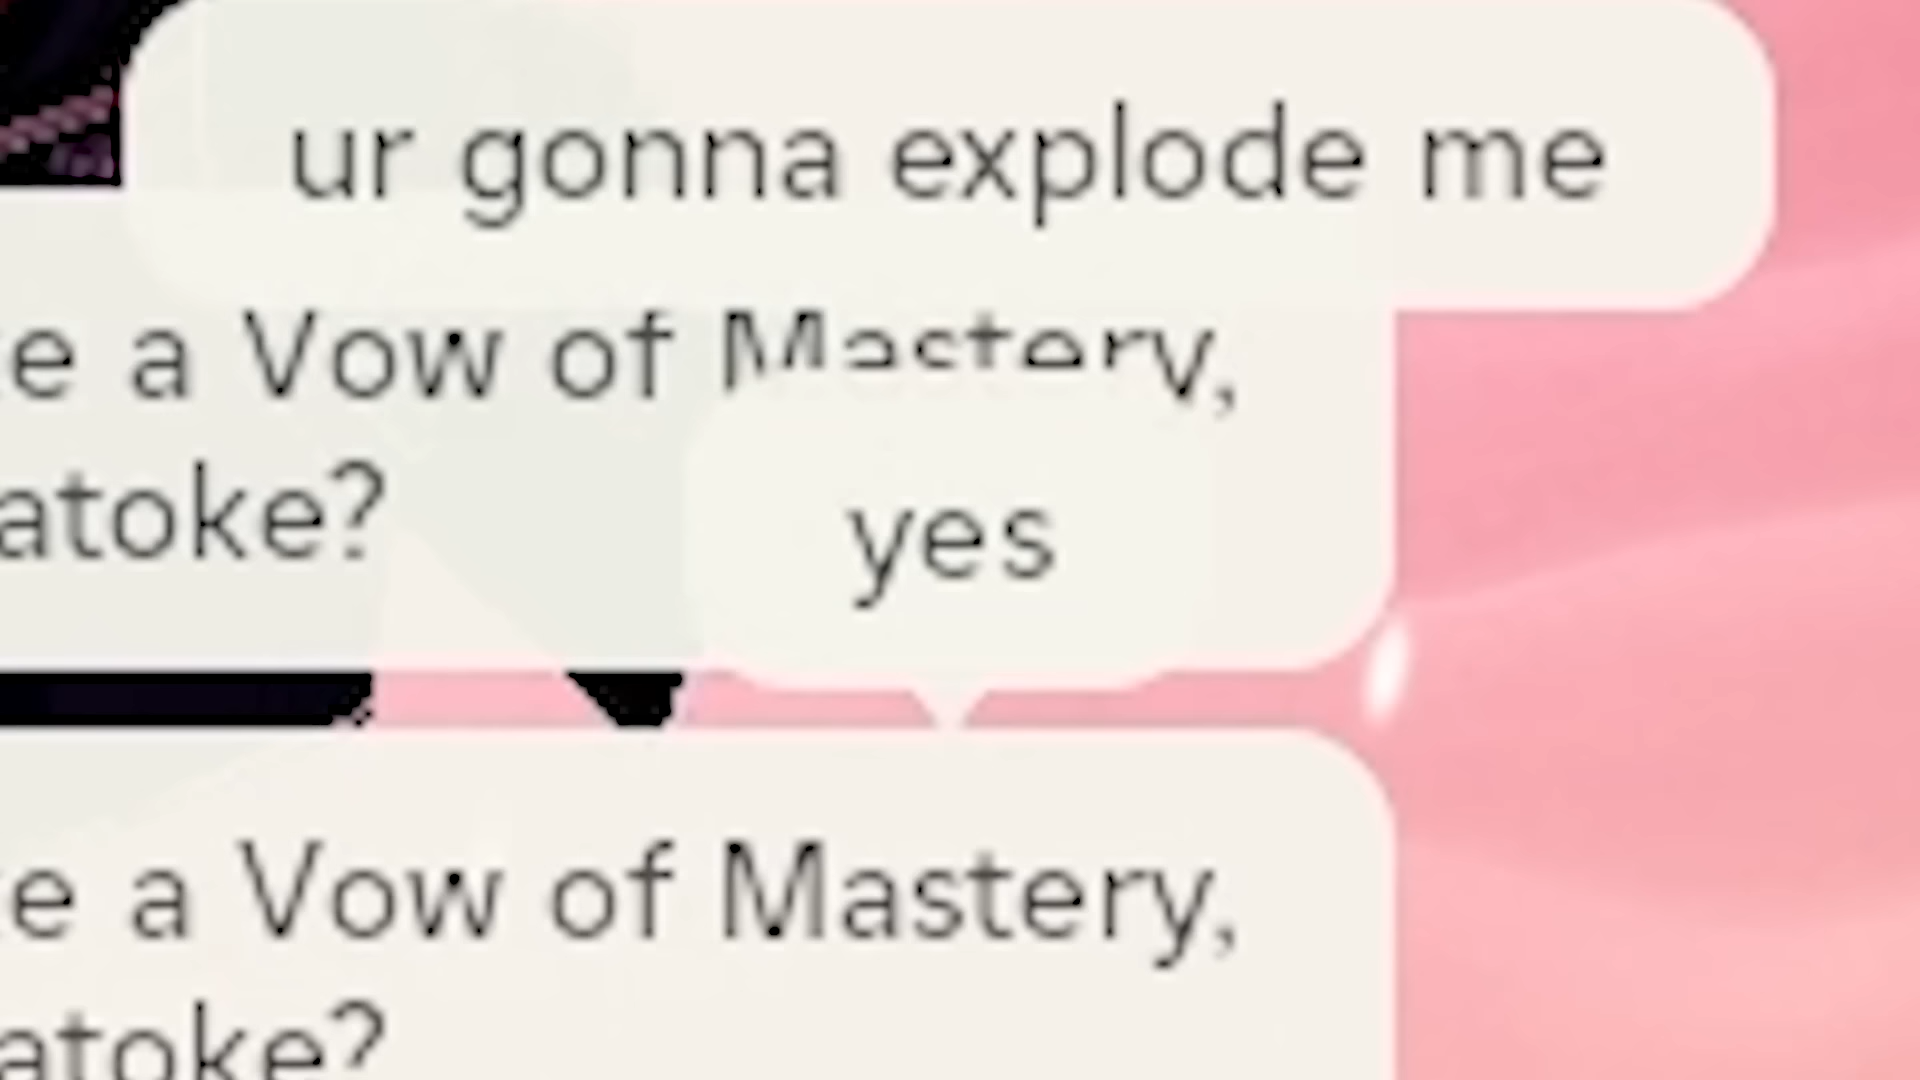 ur gonna explode me
e a Vow of Mastery,
atoke?
yes
e a Vow of Mastery,
atoke?